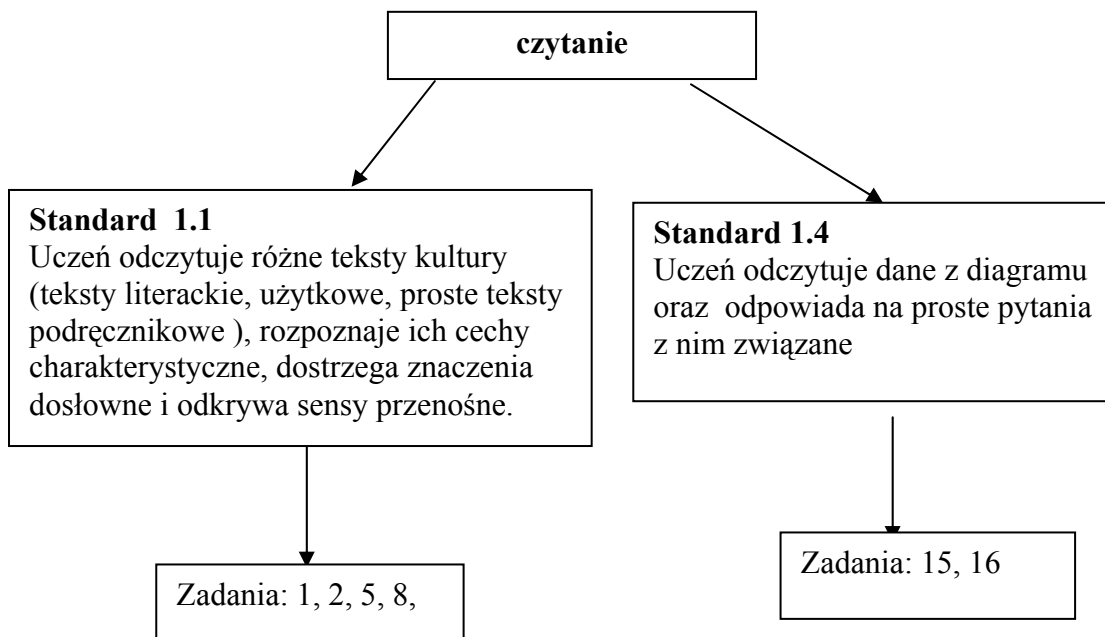 czytanie
Standard 1.1
Uczeń odczytuje różne teksty kultury
(teksty literackie, użytkowe, proste teksty
podręcznikowe ), rozpoznaje ich cechy
charakterystyczne, dostrzega znaczenia
dosłowne i odkrywa sensy przenośne.
Standard 1.4
Uczeń odczytuje dane z diagramu
oraz odpowiada na proste pytania
z nim związane
Zadania: 1, 2, 5, 8,
Zadania: 15, 16